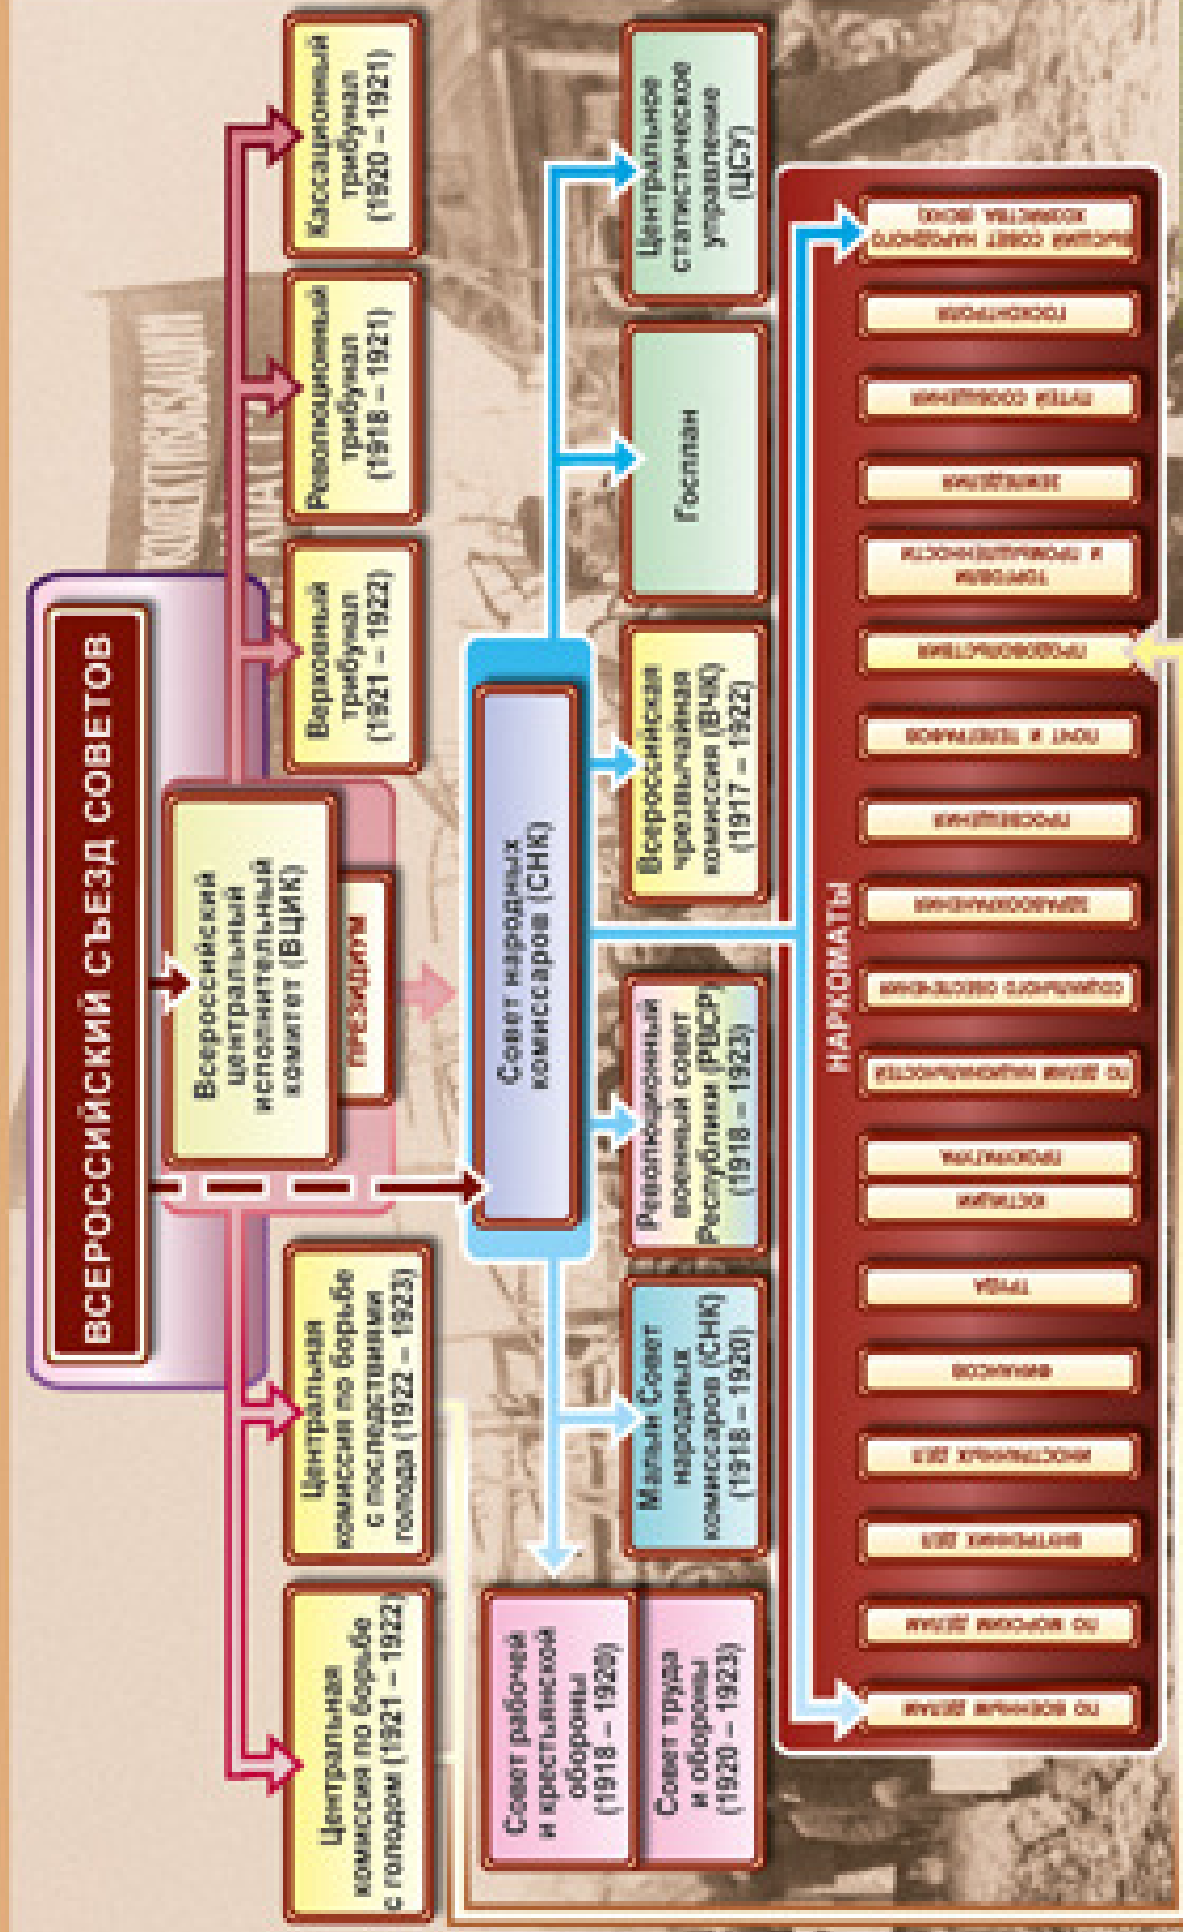 ВСЕРОССИЙСКИЙ СЪЕЗД СОВЕТОВ
Всероссийский
центральный
исполнительный
комитет (ВЦИК)
ПРЕЗИДИУМ
Центральная
комиссия по борьбе
с голодом (1921 – 1922)
Центральная
комиссия по борьбе
с последствиями
голода (1922 – 1923)
Верховный
трибунал
(1921 – 1922)
Революционный
трибунал
(1918 – 1921)
Кассационный
трибунал
(1920 – 1921)
Совет народных
комиссаров (СНК)
Совет рабочей
и крестьянской
обороны
(1918 – 1920)
Совет труда
и обороны
(1920 – 1923)
Малый Совет
народных
комиссаров (СНК)
(1918 – 1920)
Революционный
военный совет
Республики (РВСР)
(1918 – 1923)
Всероссийская
чрезвычайная
комиссия (ВЧК)
(1917 – 1922)
Госплан
Центральное
статистическое
управление
(ЦСУ)
НАРКОМАТЫ
ПО ВОЕННЫМ ДЕЛАМ
ПО МОРСКИМ ДЕЛАМ
ВНУТРЕННИХ ДЕЛ
ИНОСТРАННЫХ ДЕЛ
ФИНАНСОВ
ТРУДА
ЮСТИЦИИ
ПРОКУРАТУРА
ПО ДЕЛАМ НАЦИОНАЛЬНОСТЕЙ
СОЦИАЛЬНОГО ОБЕСПЕЧЕНИЯ
ЗДРАВООХРАНЕНИЯ
ПРОСВЕЩЕНИЯ
ПОЧТ И ТЕЛЕГРАФОВ
ПРОДОВОЛЬСТВИЯ
ТОРГОВЛИ
И ПРОМЫШЛЕННОСТИ
ЗЕМЛЕДЕЛИЯ
ПУТЕЙ СООБЩЕНИЯ
ГОСКОНТРОЛЯ
ВЫСШИЙ СОВЕТ НАРОДНОГО
ХОЗЯЙСТВА (ВСНХ)